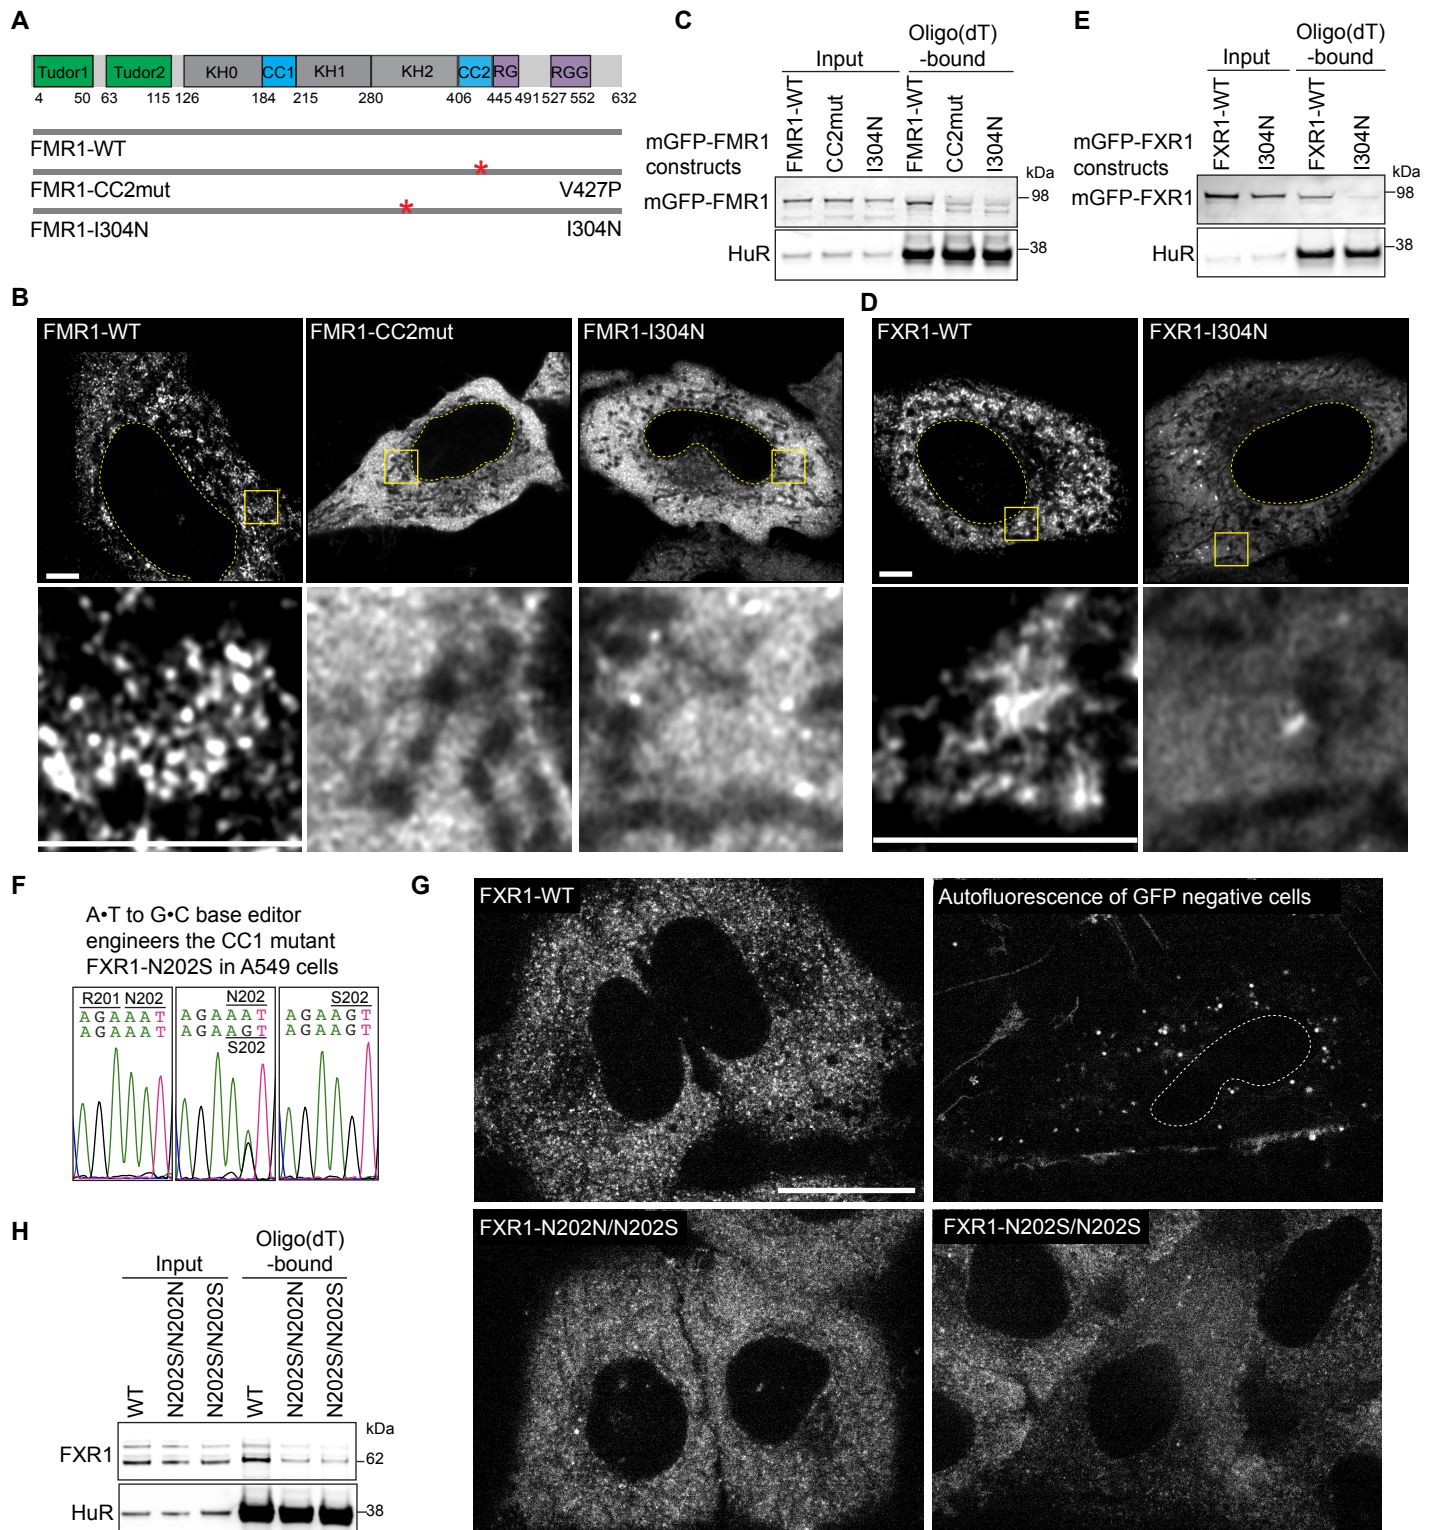 A
Tudor1 Tudor2 KH0 CC1 KH1 KH2 CC2 RG RGG
4 50 63 115 126 184 215 280 406 445 491 527 552 632
FMR1-WT
*
FMR1-CC2mut V427P
*
FMR1-I304N I304N
C
Input
Oligo(dT)
-bound
mGFP-FMR1
constructs
FMR1-WT
CC2mut
I304N
FMR1-WT
CC2mut
I304N
kDa
mGFP-FMR1
98
HuR
38
E
Input
Oligo(dT)
-bound
mGFP-FXR1
constructs
FXR1-WT
I304N
FXR1-WT
I304N
kDa
mGFP-FXR1
98
HuR
38
B
FMR1-WT
FMR1-CC2mut
FMR1-I304N
D
FXR1-WT
FXR1-I304N
F
A•T to G•C base editor
engineers the CC1 mutant
FXR1-N202S in A549 cells
R201 N202
AGAAAT
AGAAAT
N202
AGAAAT
AGAAGT
S202
S202
AGAAGT
AGAAGT
G
FXR1-WT
Autofluorescence of GFP negative cells
FXR1-N202N/N202S
FXR1-N202S/N202S
H
Input
Oligo(dT)
-bound
WT
N202S/N202N
N202S/N202S
WT
N202S/N202N
N202S/N202S
kDa
FXR1
62
HuR
38